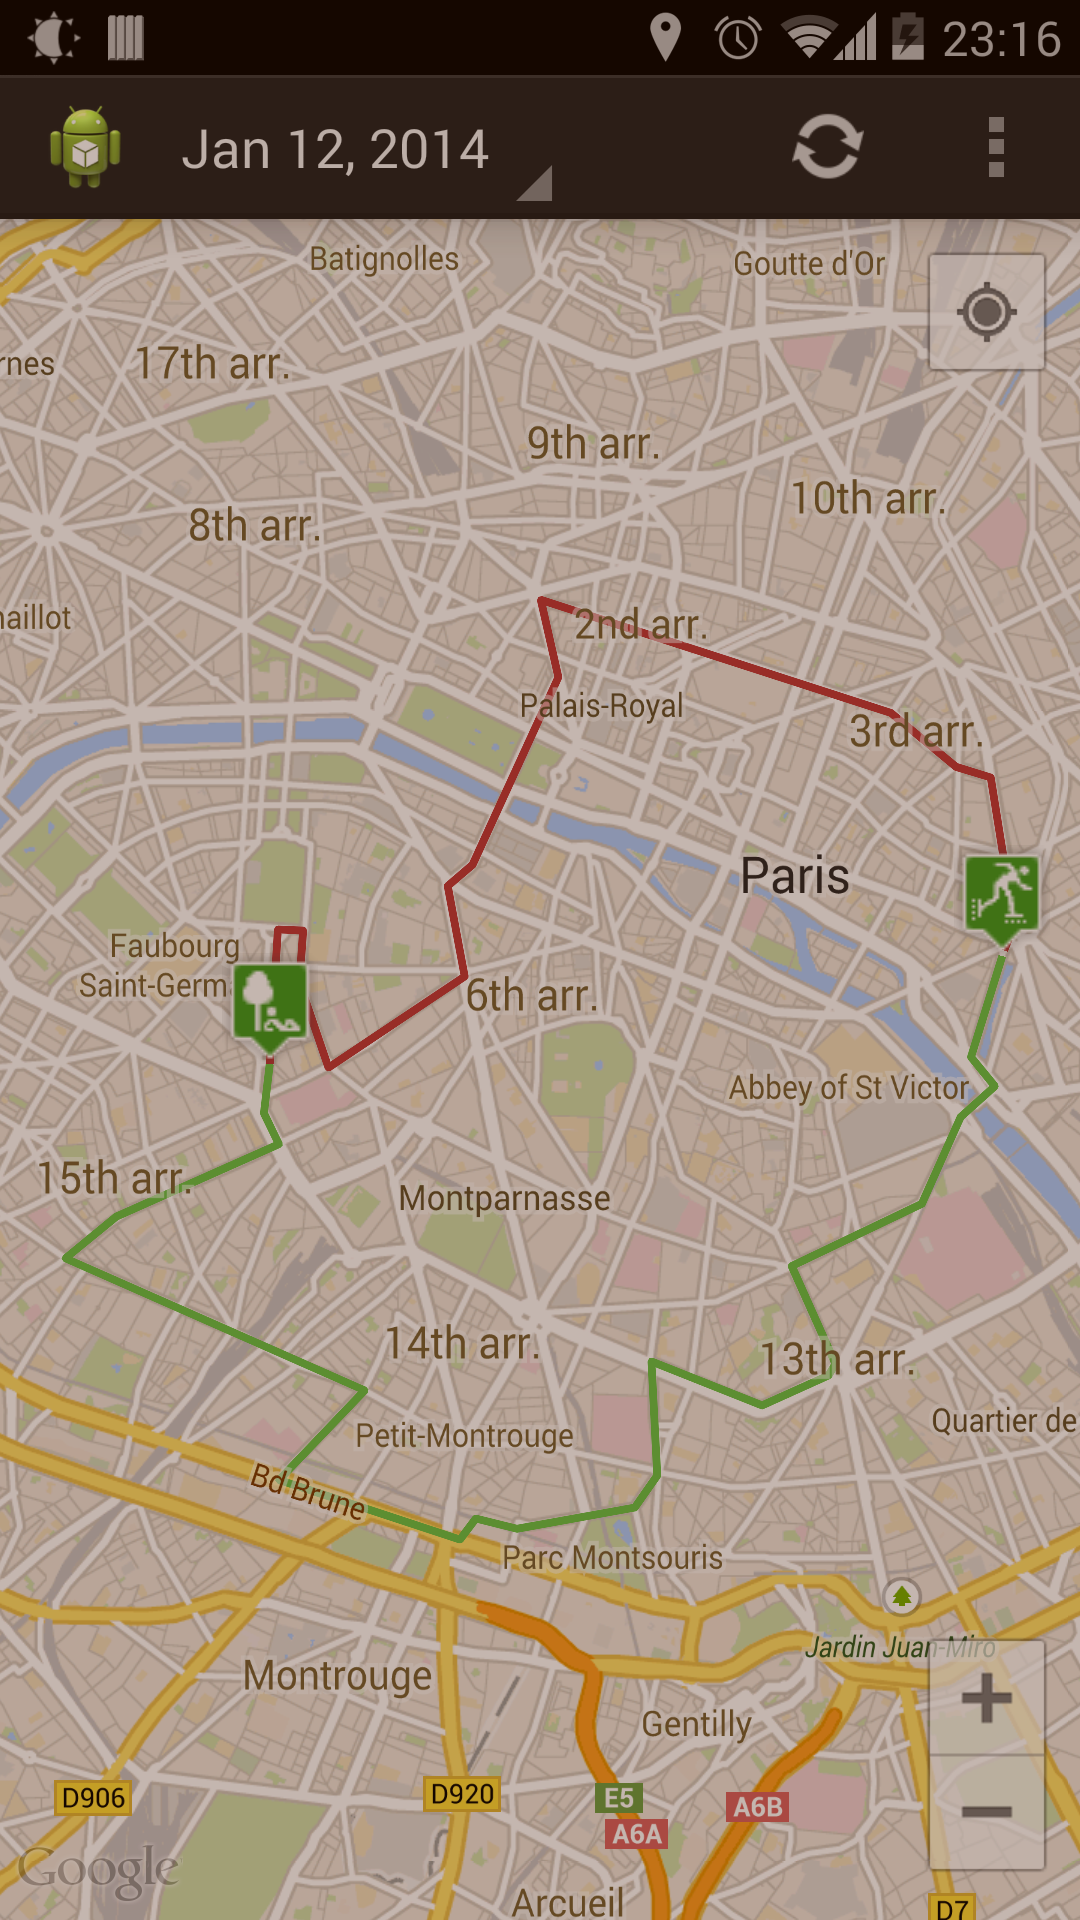 23:16
Jan 12, 2014
Batignolles
Goutte d'Or
rnes
17th arr.
9th arr.
10th arr.
8th arr.
naillot
2nd arr.
Palais-Royal
3rd arr.
Paris
Faubourg
Saint-Germ
6th arr.
Abbey of St Victor
15th arr.
Montparnasse
14th arr.
13th arr.
Quartier de
Petit-Montrouge
Bd Brune
Parc Montsouris
Jardin Juan-Miro
Montrouge
Gentilly
D906
D920
E5
A6B
A6A
Google
Arcueil
D7